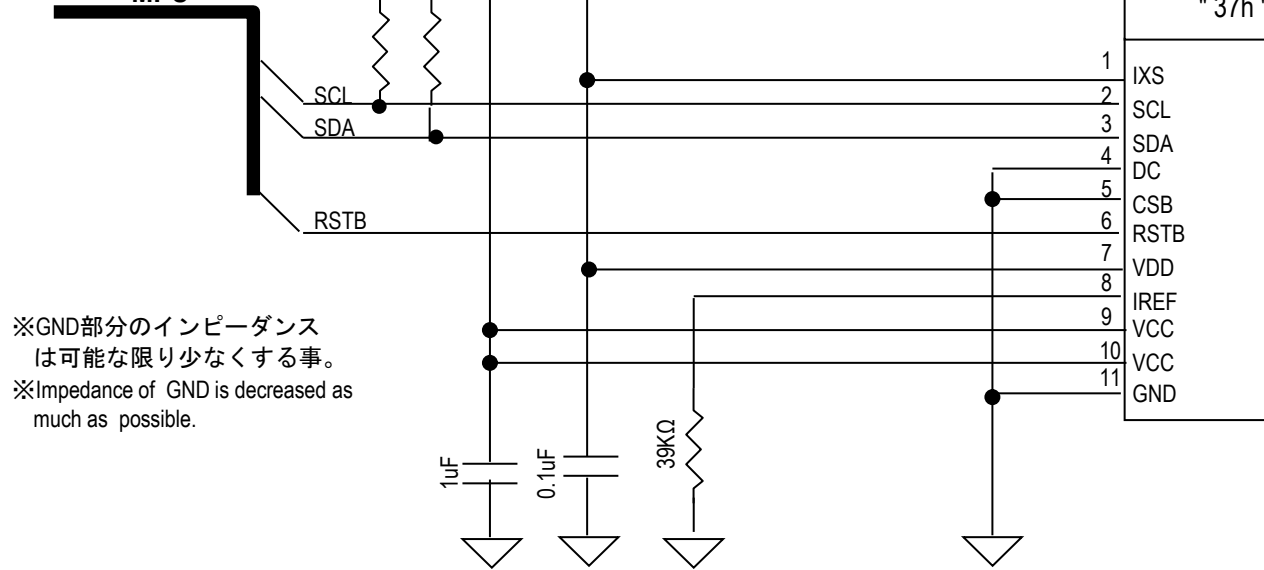 " 37h "
1
IXS
SCL
2
SCL
SDA
3
SDA
4
DC
5
CSB
RSTB
6
RSTB
7
VDD
8
IREF
※GND部分のインピーダンス
は可能な限り少なくする事。
9
VCC
10
VCC
※Impedance of GND is decreased as
much as possible.
11
GND
1uF
0.1uF
39KΩ